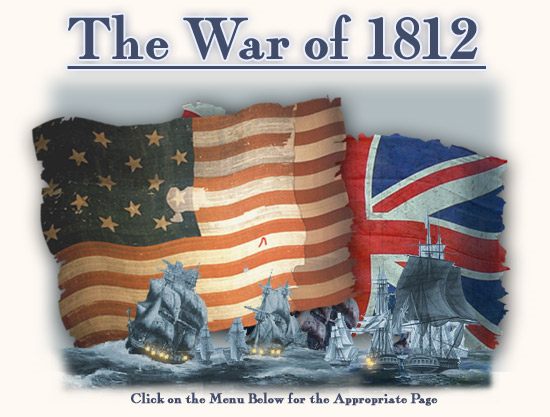 The War of 1812
Click on the Menu Below for the Appropriate Page